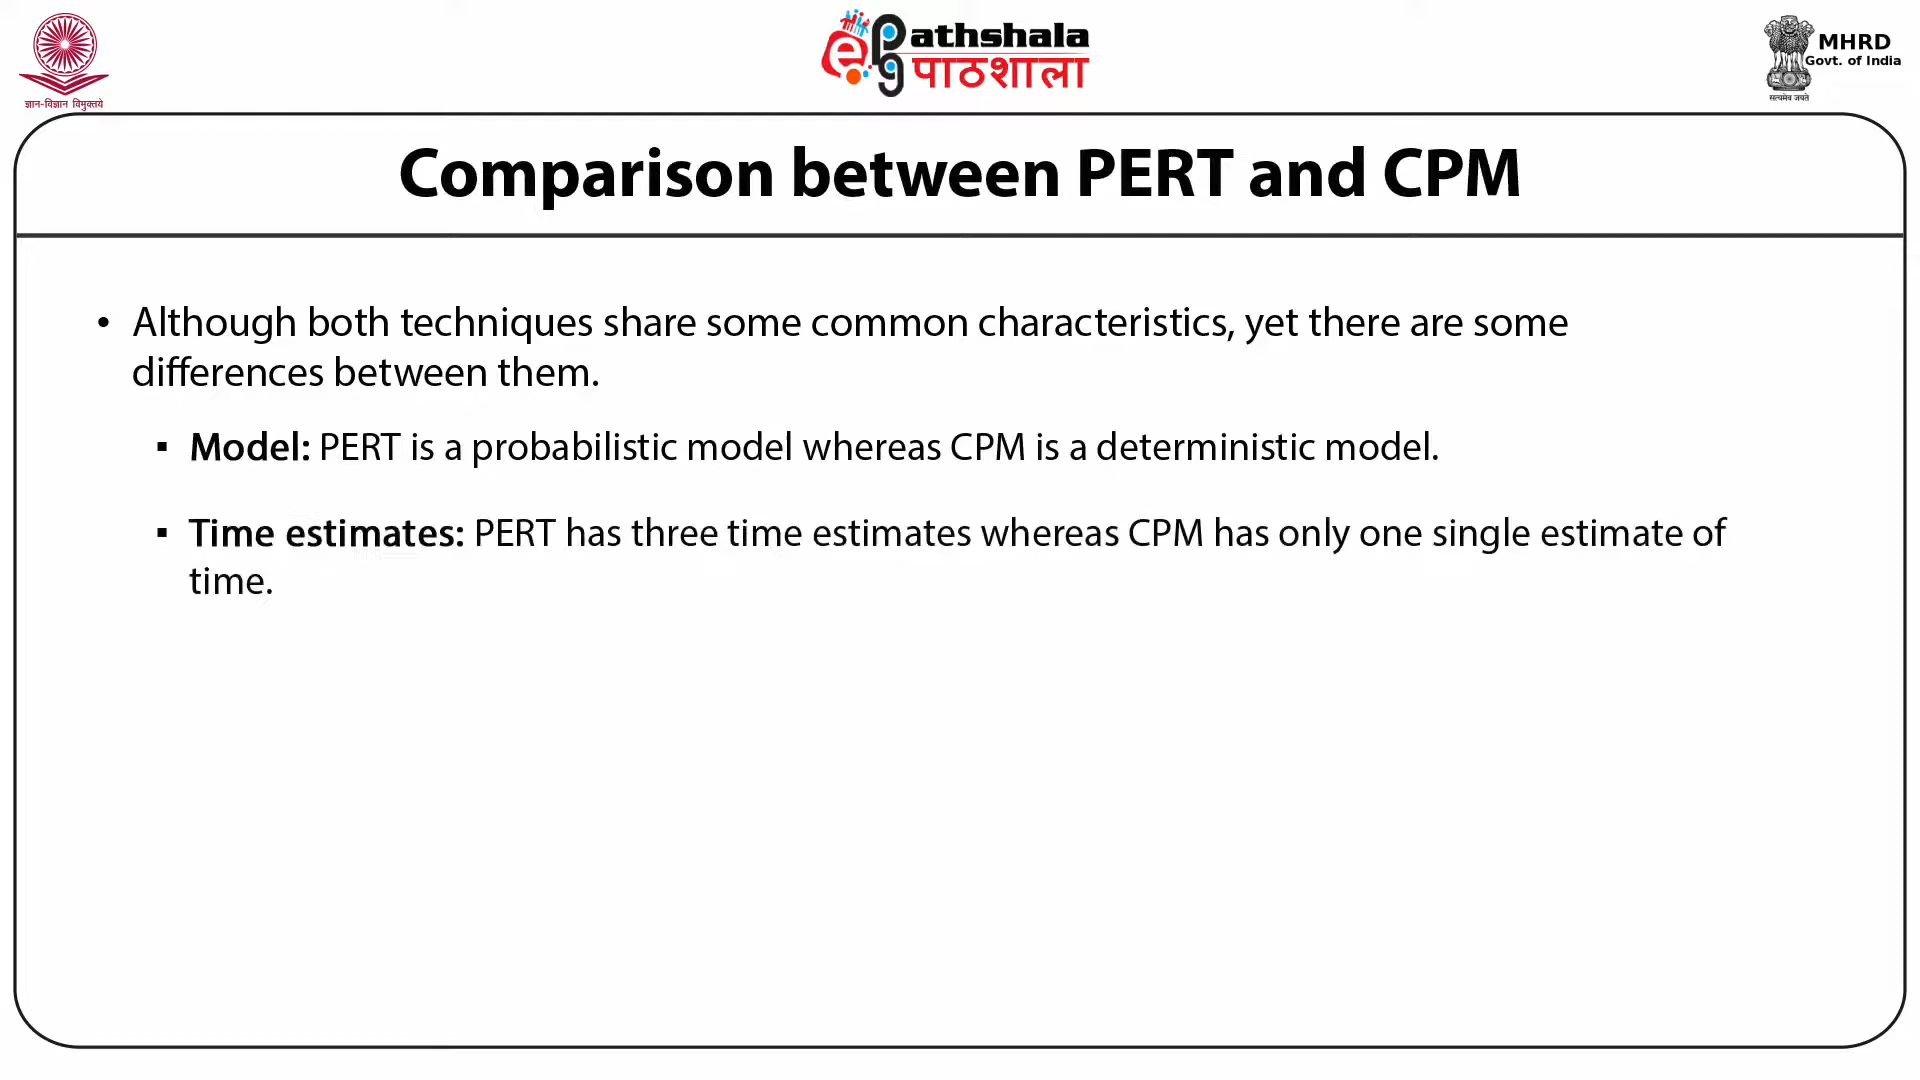 ज्ञान-विज्ञान विमुक्तये
ePathshala
पाठशाला
MHRD
Govt. of India
सत्यमेव जयते
Comparison between PERT and CPM
• Although both techniques share some common characteristics, yet there are some
differences between them.
▪ Model: PERT is a probabilistic model whereas CPM is a deterministic model.
▪ Time estimates: PERT has three time estimates whereas CPM has only one single estimate of
time.